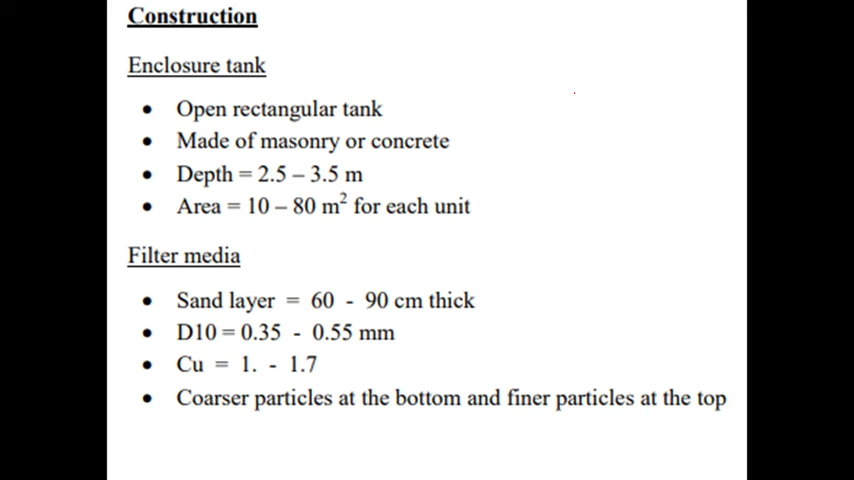 Construction
Enclosure tank
• Open rectangular tank
• Made of masonry or concrete
• Depth = 2.5 – 3.5 m
• Area = 10 – 80 m² for each unit
Filter media
• Sand layer = 60 - 90 cm thick
• D10 = 0.35 - 0.55 mm
• Cu = 1. - 1.7
• Coarser particles at the bottom and finer particles at the top